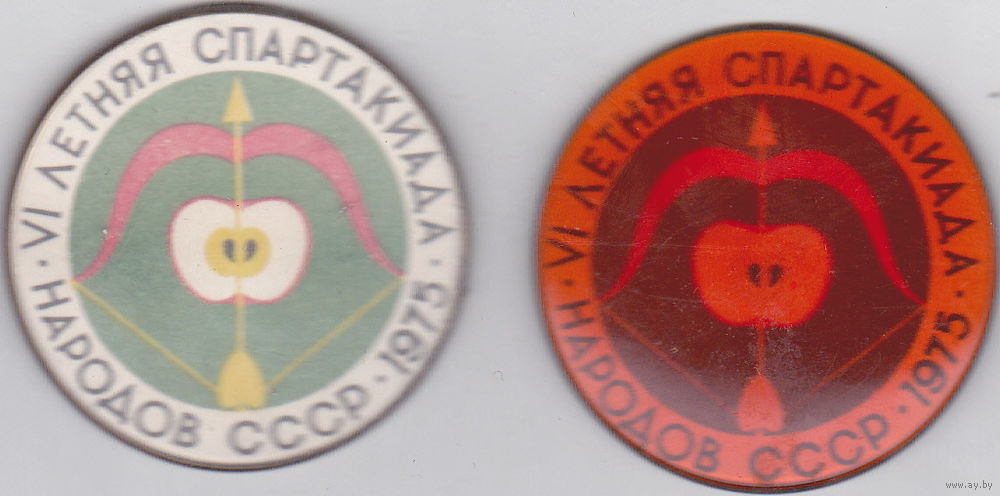 VI ЛЕТНЯЯ СПАРТАКИАДА
· НАРОДОВ СССР · 1975 ·
VI ЛЕТНЯЯ СПАРТАКИАДА
· НАРОДОВ СССР · 1975 ·
www.ay.by